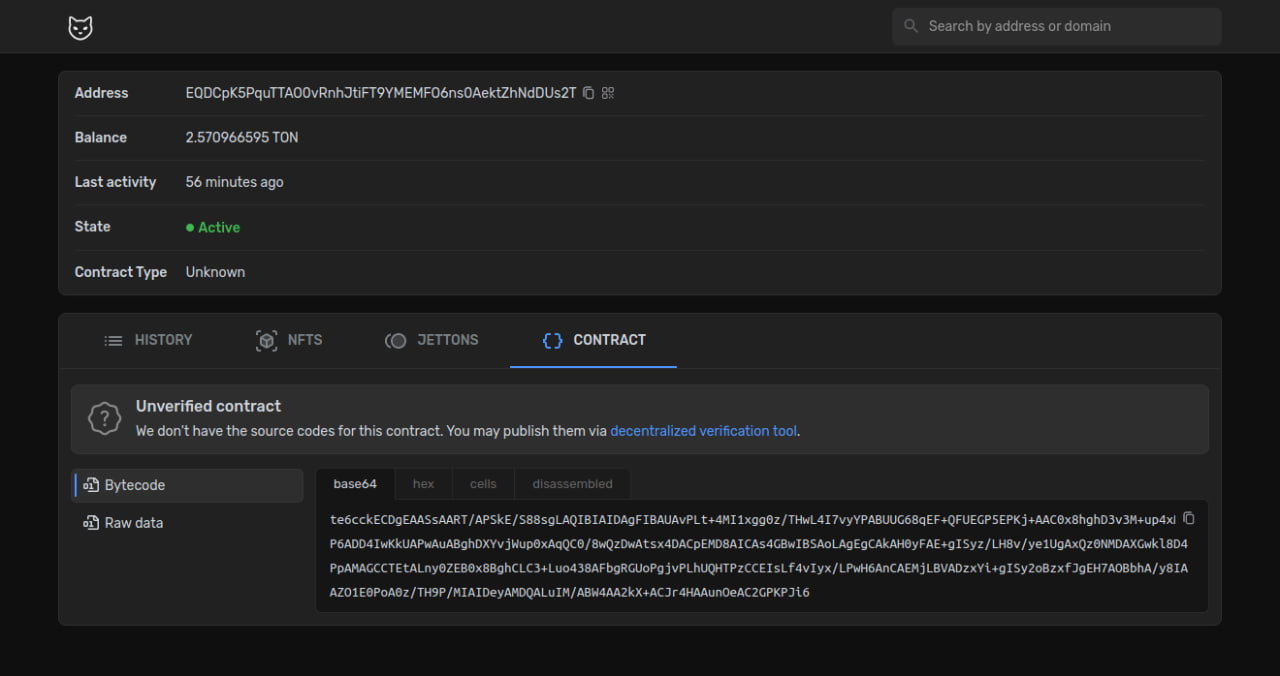 Search by address or domain
Address EQDCpK5PquTTAO0vRnhJtiFT9YMEMFO6ns0AektZhNdDUs2T
Balance 2.570966595 TON
Last activity 56 minutes ago
State Active
Contract Type Unknown
HISTORY NFTS JETTONS CONTRACT
Unverified contract
We don't have the source codes for this contract. You may publish them via decentralized verification tool.
Bytecode
Raw data
base64 hex cells disassembled
te6cckECDgEAASsAART/APSkE/S88sgLAQIBIAIDAgFIBAUAvPLt+4MI1xgg0z/THwL4I7vyYPABUUG68qEF+QFUEGP5EPKj+AAC0x8hghD3v3M+up4x
P6ADD4IwKkUAPwAuABghDXYvjWup0xAqQC0/8wQzDwAtsx4DACpEMD8AICAs4GBwIBSAoLAgEgCAkAH0yFAE+gISyz/LH8v/ye1UgAxQz0NMDAXGwkl8D4
PpAMAGCCTEtALny0ZEB0x8BghCLC3+Luo438AFbgRGUoPgjvPLhUQHTPzCCEIsLf4vIyx/LPwH6AnCAEMjLBVADzxYi+gISy2oBzxfJgEH7AOBbhA/y8IA
AZO1E0PoA0z/TH9P/MIAIDeyAMDQALuIM/ABW4AA2kX+ACJr4HAAunOeAC2GPKPJi6